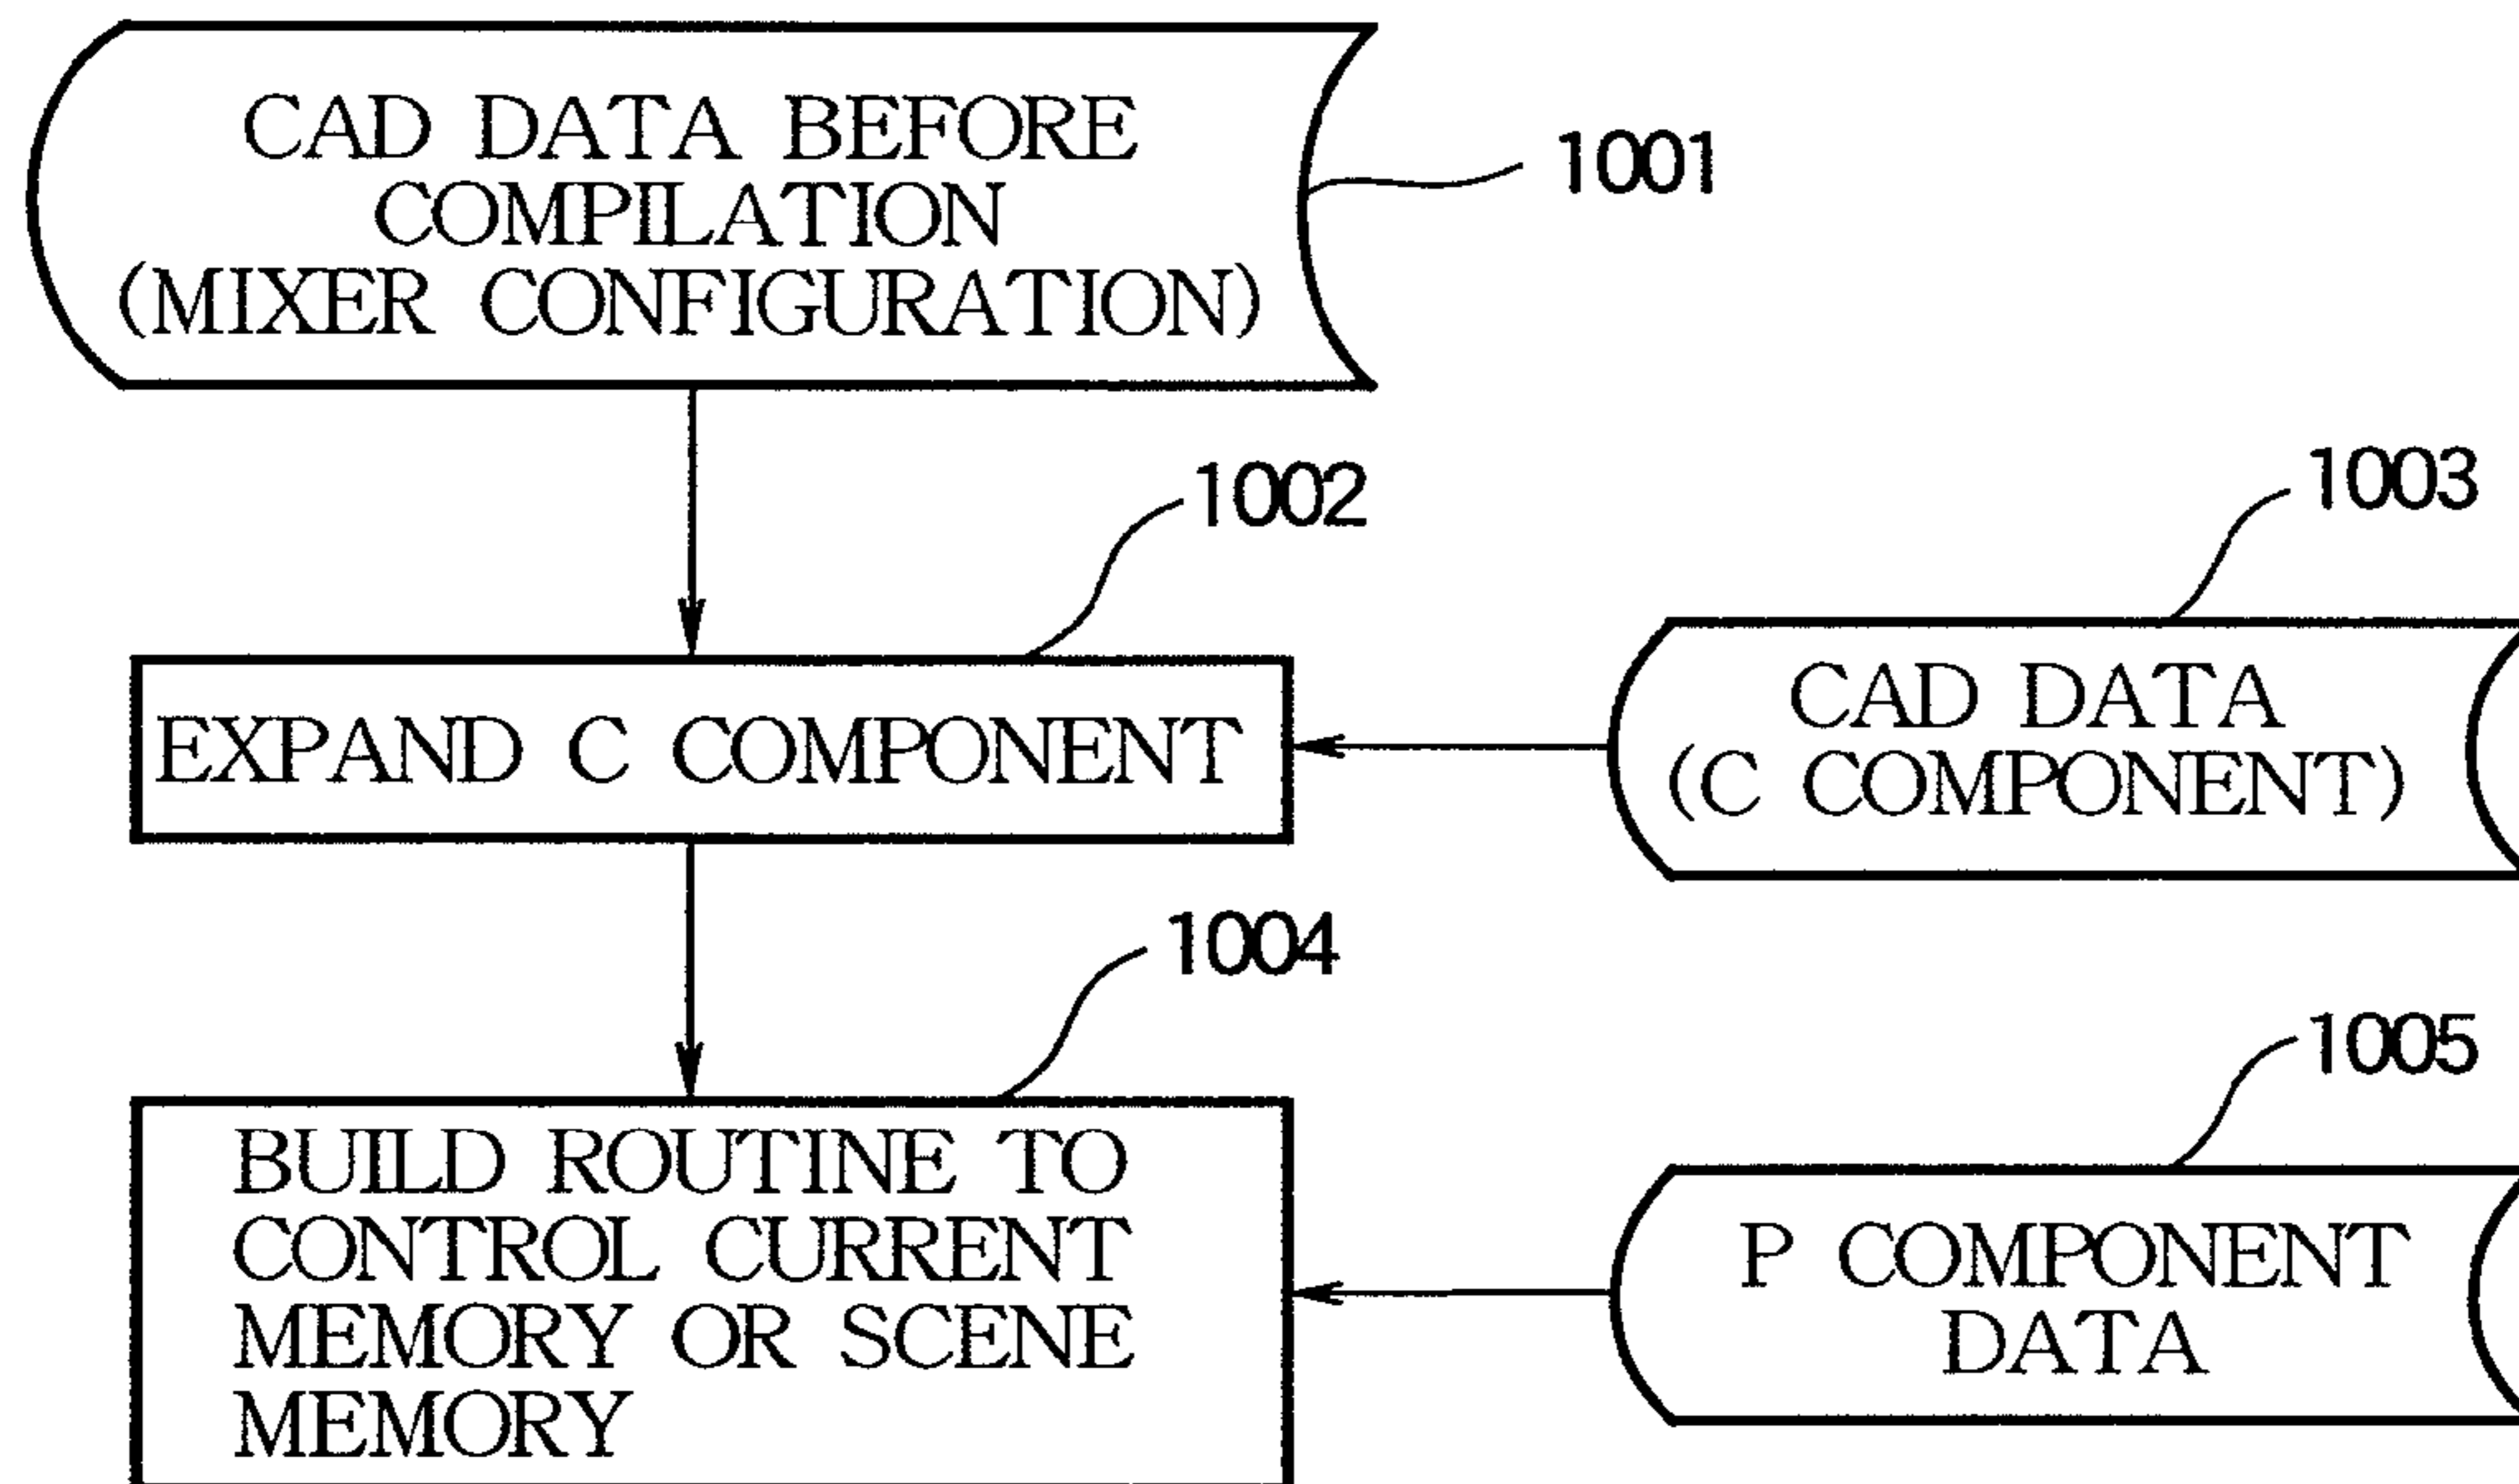 CAD DATA BEFORE
COMPILATION
(MIXER CONFIGURATION)
1001
1002
1003
EXPAND C COMPONENT
CAD DATA
(C COMPONENT)
1004
1005
BUILD ROUTINE TO
CONTROL CURRENT
MEMORY OR SCENE
MEMORY
P COMPONENT
DATA